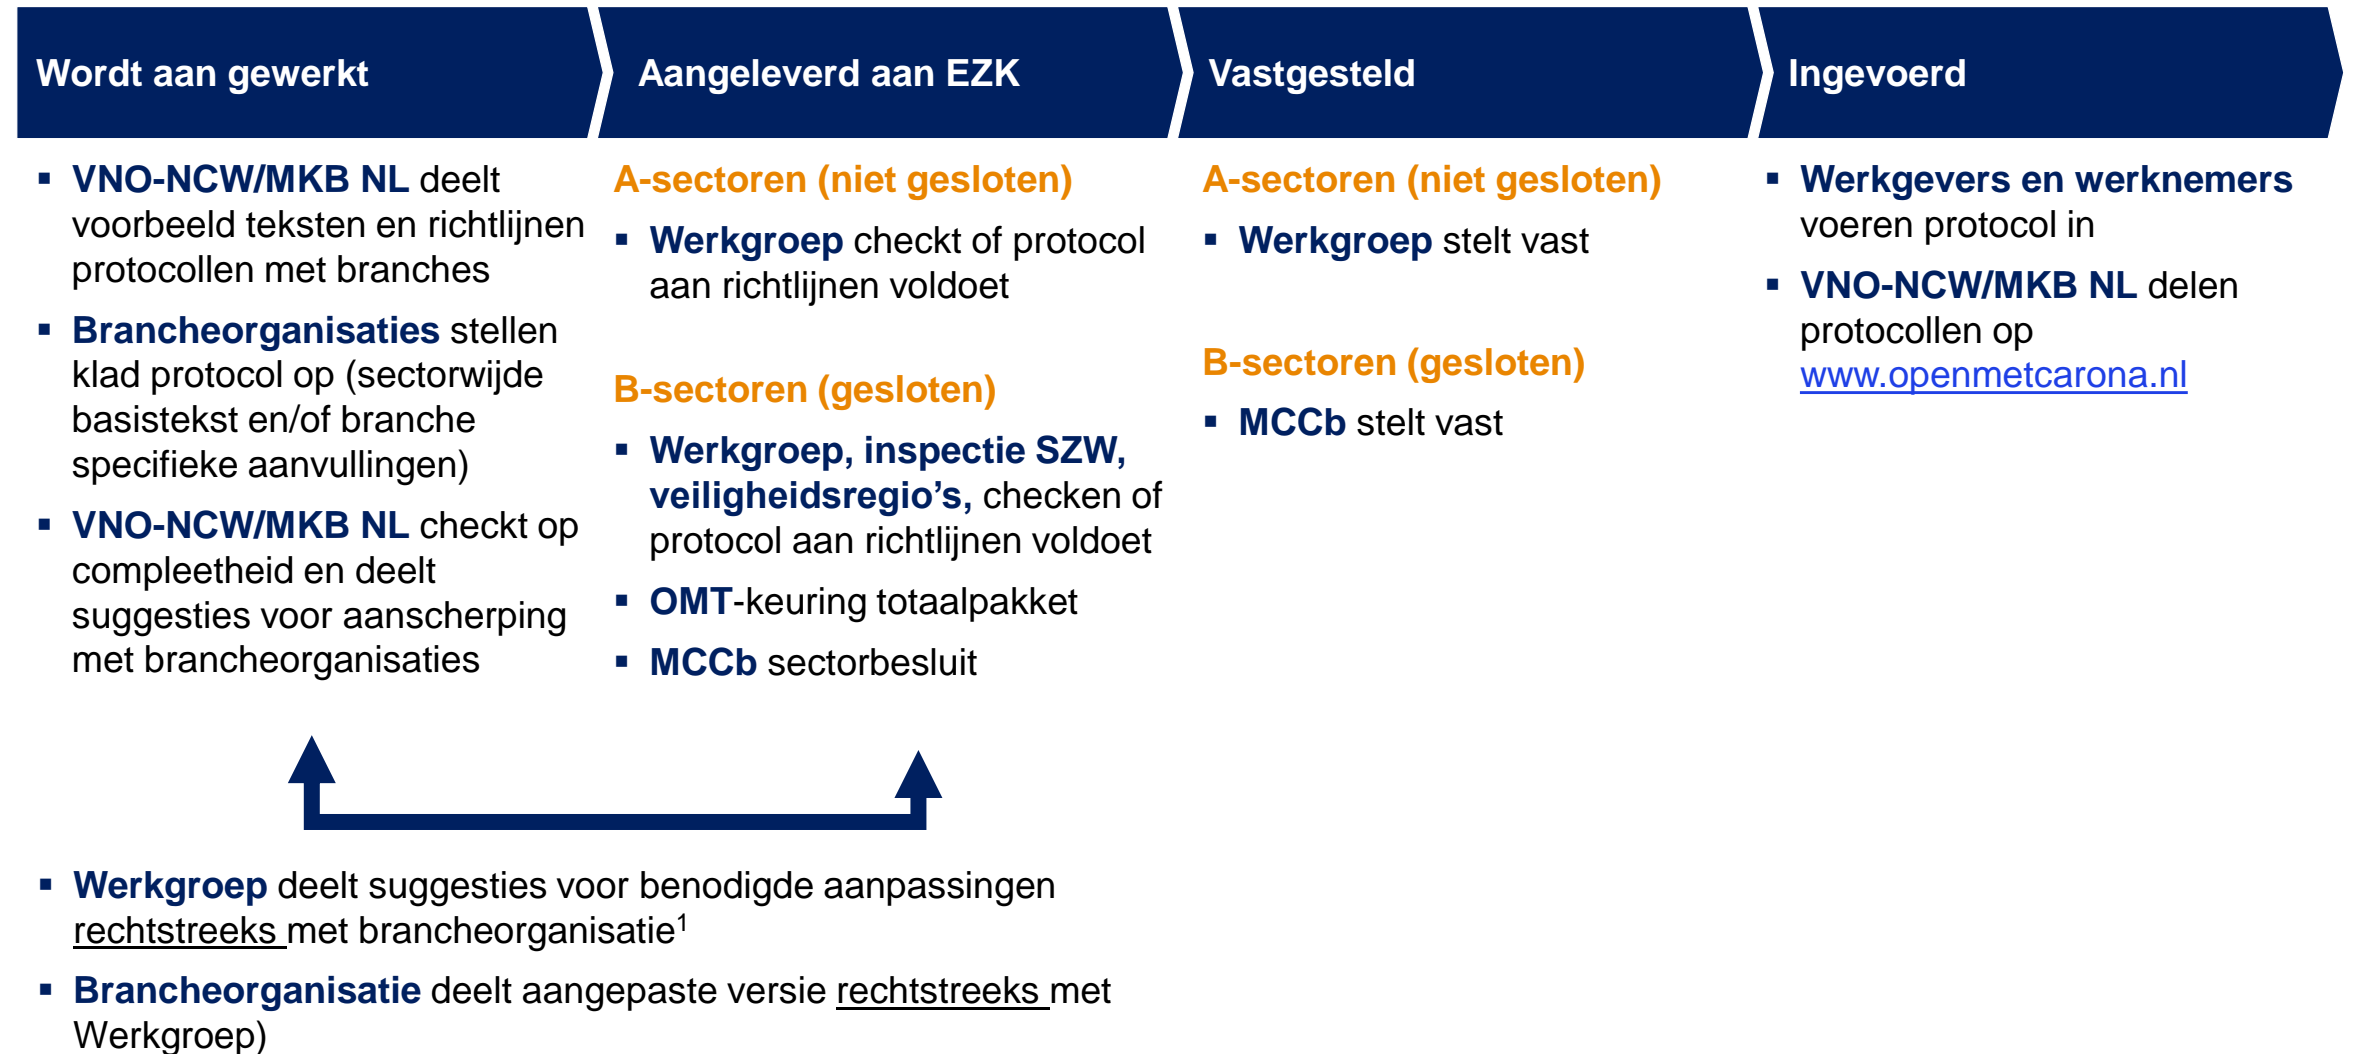 Wordt aan gewerkt
Aangeleverd aan EZK
Vastgesteld
Ingevoerd
▪ VNO-NCW/MKB NL deelt
voorbeeld teksten en richtlijnen
protocollen met branches
▪ Brancheorganisaties stellen
klad protocol op (sectorwijde
basistekst en/of branche
specifieke aanvullingen)
▪ VNO-NCW/MKB NL checkt op
compleetheid en deelt
suggesties voor aanscherping
met brancheorganisaties
A-sectoren (niet gesloten)
▪ Werkgroep checkt of protocol
aan richtlijnen voldoet
B-sectoren (gesloten)
▪ Werkgroep, inspectie SZW,
veiligheidsregio’s, checken of
protocol aan richtlijnen voldoet
▪ OMT-keuring totaalpakket
▪ MCCb sectorbesluit
A-sectoren (niet gesloten)
▪ Werkgroep stelt vast
B-sectoren (gesloten)
▪ MCCb stelt vast
▪ Werkgevers en werknemers
voeren protocol in
▪ VNO-NCW/MKB NL delen
protocollen op
www.openmetcarona.nl
▪ Werkgroep deelt suggesties voor benodigde aanpassingen
rechtstreeks met brancheorganisatie1
▪ Brancheorganisatie deelt aangepaste versie rechtstreeks met
Werkgroep)